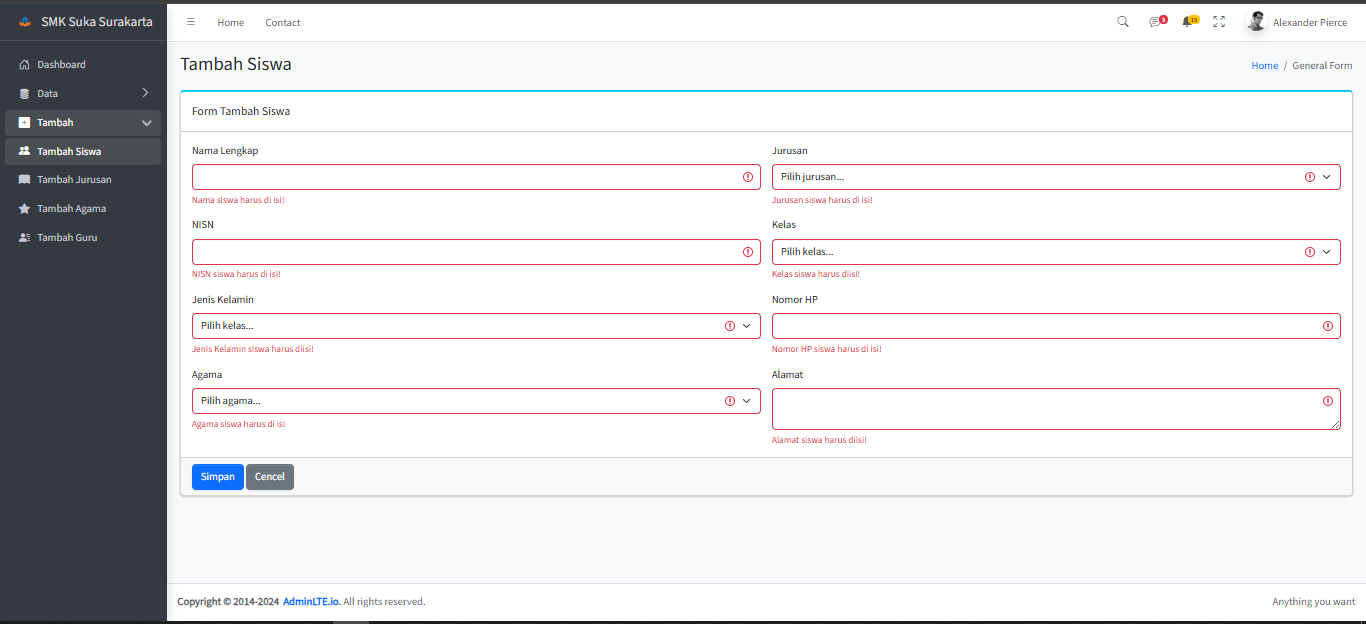 SMK Suka Surakarta
Home
Contact
3
15
Alexander Pierce
Dashboard
Data
Tambah
Tambah Siswa
Tambah Jurusan
Tambah Agama
Tambah Guru
Tambah Siswa
Home / General Form
Form Tambah Siswa
Nama Lengkap
Nama siswa harus di isi!
Jurusan
Pilih jurusan...
Jurusan siswa harus di isi!
NISN
NISN siswa harus di isi!
Kelas
Pilih kelas...
Kelas siswa harus diisi!
Jenis Kelamin
Pilih kelas...
Jenis Kelamin siswa harus diisi!
Nomor HP
Nomor HP siswa harus di isi!
Agama
Pilih agama...
Agama siswa harus di isi
Alamat
Alamat siswa harus diisi!
Simpan
Cencel
Copyright © 2014-2024 AdminLTE.io. All rights reserved.
Anything you want